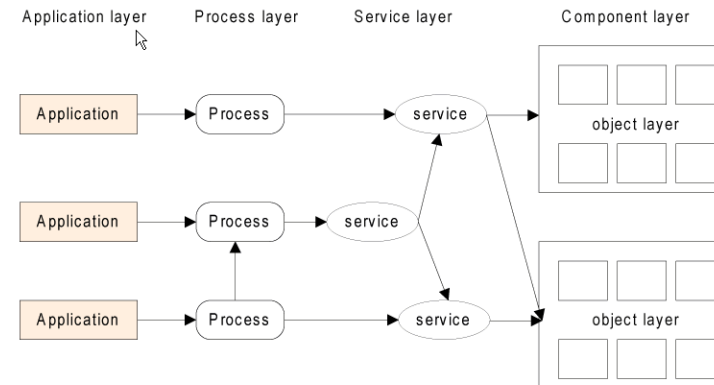 Application layer
Process layer
Service layer
Component layer
Application
Process
service
object layer
Application
Process
service
Application
Process
service
object layer